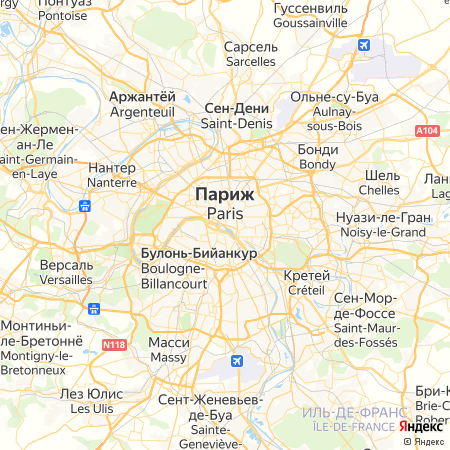 Понтуаз
Pontoise
Гуссенвиль
Goussainville
Сарсель
Sarcelles
Аржантёй
Argenteuil
Сен-Дени
Saint-Denis
Ольне-су-Буа
Aulnay-
sous-Bois
A104
ен-Жермен-
ан-Ле
Saint-Germain-
en-Laye
Нантер
Nanterre
Бонди
Bondy
Шель
Chelles
Париж
Paris
Нуази-ле-Гран
Noisy-le-Grand
Булонь-Бийанкур
Boulogne-
Billancourt
Версаль
Versailles
Кретей
Créteil
Сен-Мор-
де-Фоссе
Saint-Maur-
des-Fossés
Монтиньи-
ле-Бретоннё
Montigny-le-
Bretonneux
N118
Масси
Massy
Лез Юлис
Les Ulis
Сент-Женевьев-
де-Буа
Sainte-
Geneviève-
ИЛЬ-ДЕ-ФРАНС
ÎLE-DE-FRANCE
Бри-К
Brie-C
Rober
Яндекс
© Яндекс